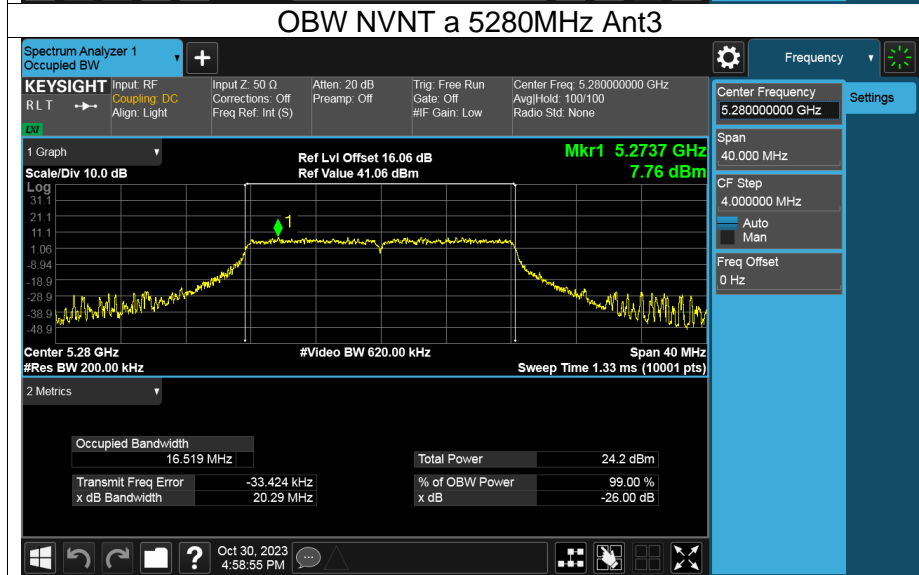 OBW NVNT a 5280MHz Ant3
Spectrum Analyzer 1
Occupied BW
+
Frequency
KEYSIGHT
RLT
LXI
Input: RF
Coupling: DC
Align: Light
Input Z: 50 Ω
Corrections: Off
Freq Ref: Int (S)
Atten: 20 dB
Preamp: Off
Trig: Free Run
Gate: Off
#IF Gain: Low
Center Freq: 5.280000000 GHz
Avg|Hold: 100/100
Radio Std: None
Center Frequency
5.280000000 GHz
Settings
Span
40.000 MHz
CF Step
4.000000 MHz
Auto
Man
Freq Offset
0 Hz
1 Graph
Scale/Div 10.0 dB
Ref Lvl Offset 16.06 dB
Ref Value 41.06 dBm
Mkr1 5.2737 GHz
7.76 dBm
Log
31.1
21.1
11.1
1.06
-8.94
-18.9
-28.9
-38.9
-48.9
1
Center 5.28 GHz
#Video BW 620.00 kHz
Span 40 MHz
#Res BW 200.00 kHz
Sweep Time 1.33 ms (10001 pts)
2 Metrics
Occupied Bandwidth
16.519 MHz
Total Power 24.2 dBm
Transmit Freq Error -33.424 kHz
% of OBW Power 99.00 %
x dB Bandwidth 20.29 MHz
x dB -26.00 dB
?
Oct 30, 2023
4:58:55 PM